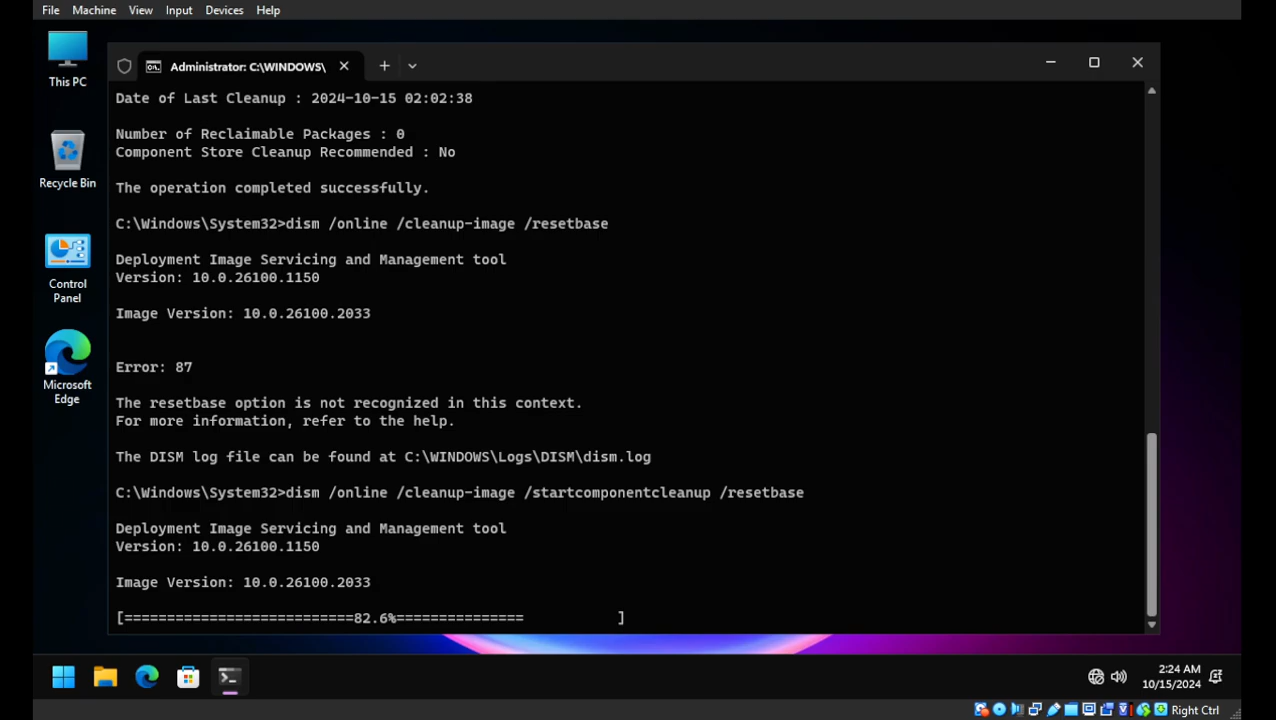 File Machine View Input Devices Help
This PC
Recycle Bin
Control
Panel
Microsoft
Edge
Administrator: C:\WINDOWS\
Date of Last Cleanup : 2024-10-15 02:02:38
Number of Reclaimable Packages : 0
Component Store Cleanup Recommended : No
The operation completed successfully.
C:\Windows\System32>dism /online /cleanup-image /resetbase
Deployment Image Servicing and Management tool
Version: 10.0.26100.1150
Image Version: 10.0.26100.2033
Error: 87
The resetbase option is not recognized in this context.
For more information, refer to the help.
The DISM log file can be found at C:\WINDOWS\Logs\DISM\dism.log
C:\Windows\System32>dism /online /cleanup-image /startcomponentcleanup /resetbase
Deployment Image Servicing and Management tool
Version: 10.0.26100.1150
Image Version: 10.0.26100.2033
[===========================82.6%===============           ]
2:24 AM
10/15/2024
Right Ctrl